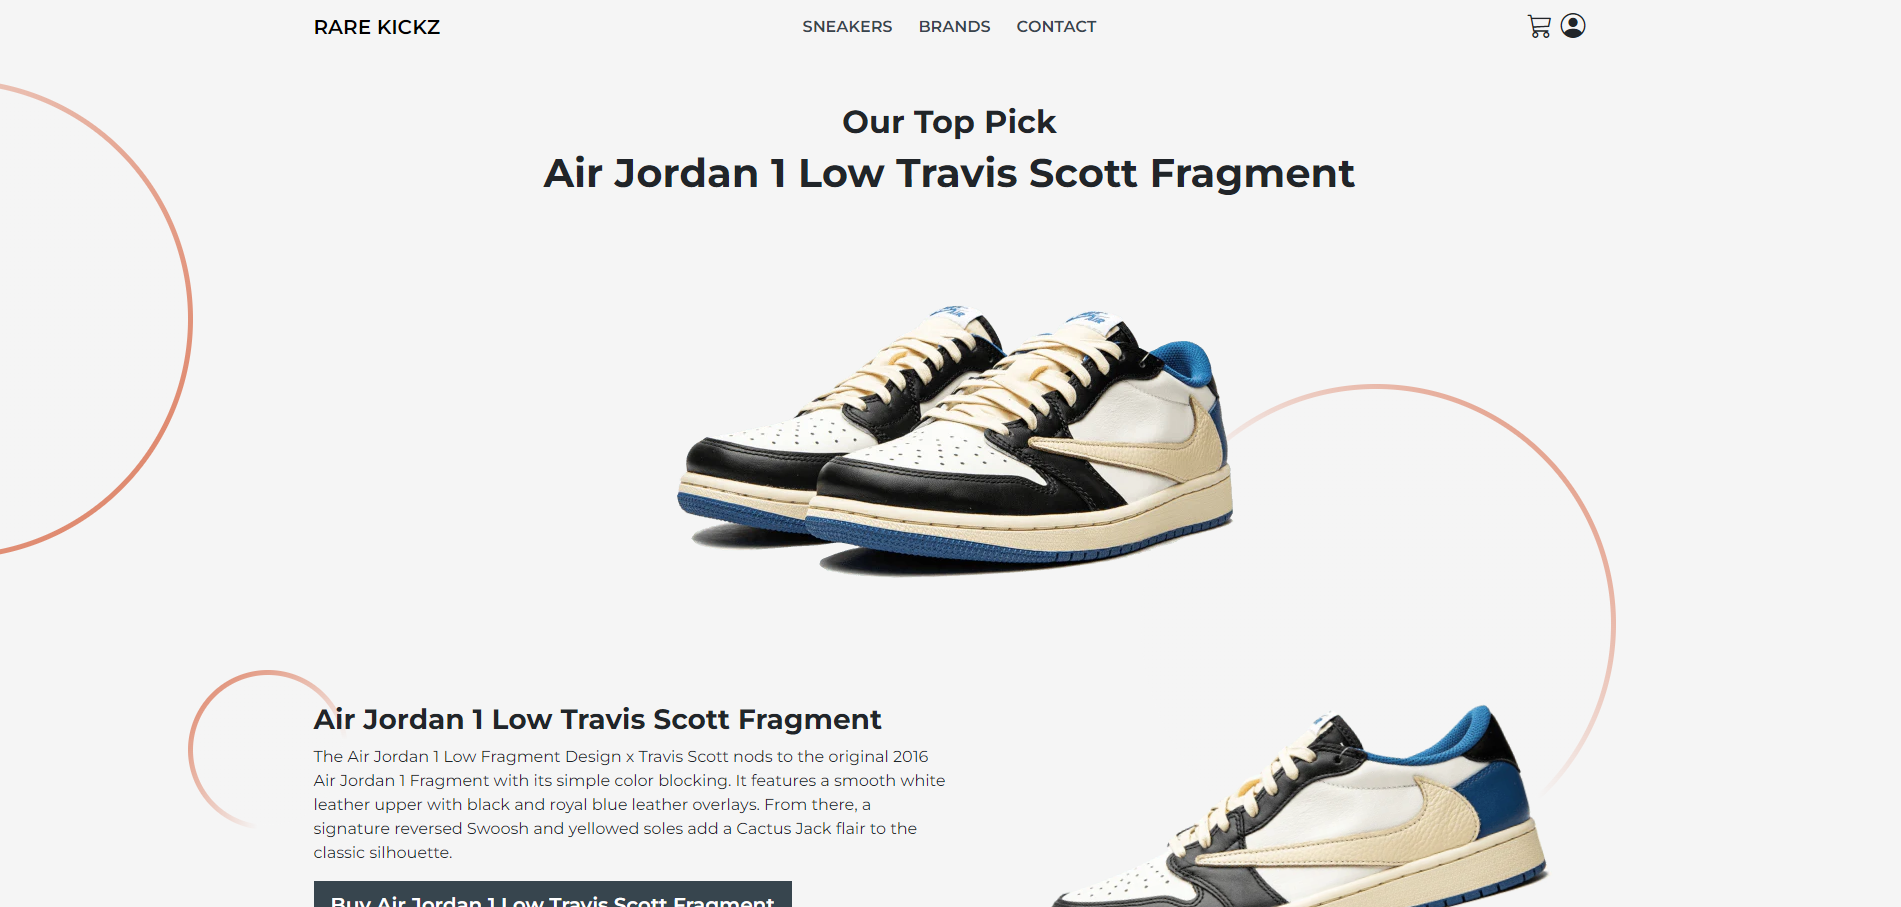 RARE KICKZ
SNEAKERS BRANDS CONTACT
Our Top Pick
Air Jordan 1 Low Travis Scott Fragment
AIR
AIR
Air Jordan 1 Low Travis Scott Fragment
The Air Jordan 1 Low Fragment Design x Travis Scott nods to the original 2016
Air Jordan 1 Fragment with its simple color blocking. It features a smooth white
leather upper with black and royal blue leather overlays. From there, a
signature reversed Swoosh and yellowed soles add a Cactus Jack flair to the
classic silhouette.
Buy Air Jordan 1 Low Travis Scott Fragment